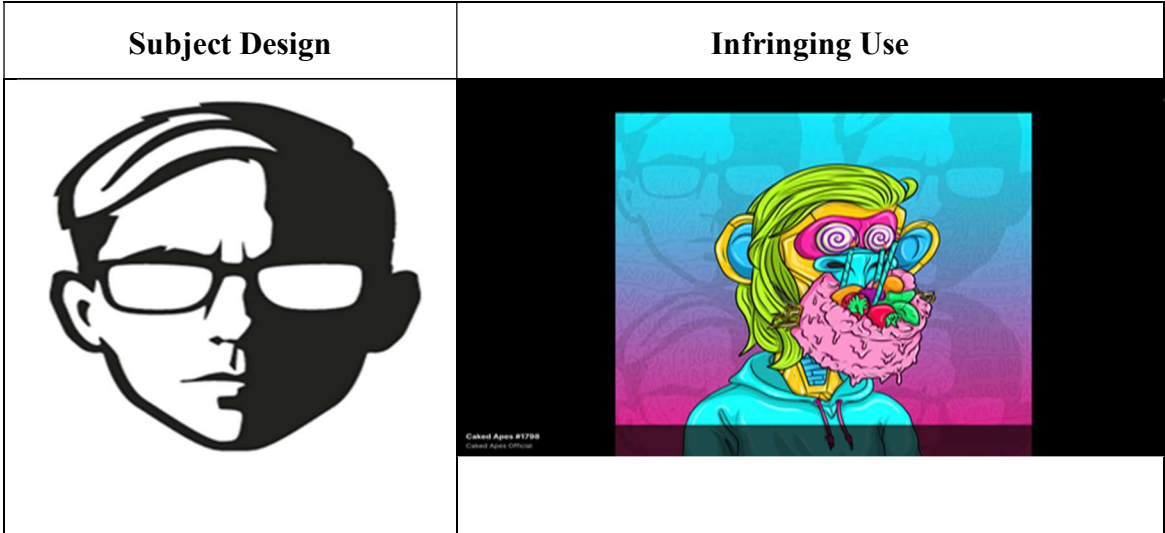 Subject Design
Infringing Use
Caked Apes #1798
Caked Apes Official